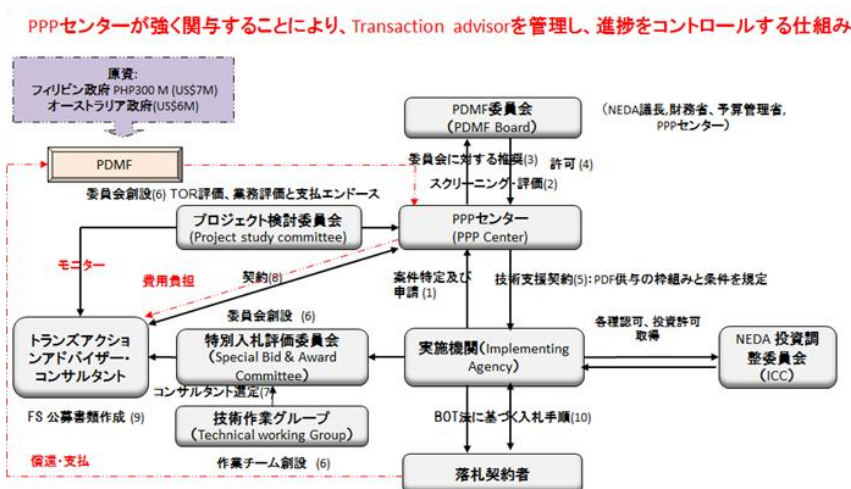 PPPセンターが強く関与することにより、Transaction advisorを管理し、進捗をコントロールする仕組み
原資:
フィリピン政府 PHP300 M (US$7M)
オーストラリア政府(US$6M)
PDMF
PDMF委員会
(PDMF Board)
（NEDA議長,財務省、予算管理省,
PPPセンター）
委員会に対する推奨(3)
許可(4)
スクリーニング・評価(2)
委員会創設(6) TOR評価、業務評価と支払エンドース
プロジェクト検討委員会
(Project study committee)
PPPセンター
(PPP Center)
モニター
費用負担
契約(8)
案件特定及び
申請(1)
技術支援契約(5): PDF供与の枠組みと条件を規定
委員会創設 (6)
トランズアクショ
ンアドバイザー・
コンサルタント
特別入札評価委員会
(Special Bid & Award
Committee)
実施機関(Implementing
Agency)
各種認可、投資許可
取得
NEDA 投資調
整委員会
(ICC)
コンサルタント選定(7)
FS 公募書類作成 (9)
技術作業グループ
(Technical working Group)
BOT法に基づく入札手順(10)
償還・支払
作業チーム創設 (6)
落札契約者